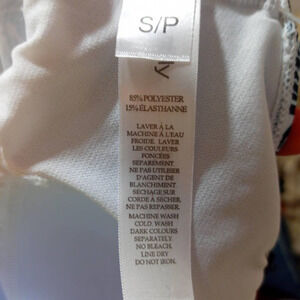 S/P
85% POLYESTER
15% ÉLASTHANNE
LAVER À LA
MACHINE À L'EAU
FROIDE. LAVER
LES COULEURS
FONCÉES
SEPAREMENT
NE PAS UTILISER
D'AGENT DE
BLANCHIMENT.
SECHAGE SUR
CORDE A SÉCHER,
NE PAS REPASSER.
MACHINE WASH
COLD. WASH
DARK COLOURS
SEPARATELY
NO BLEACH.
LINE DRY
DO NOT IRON.